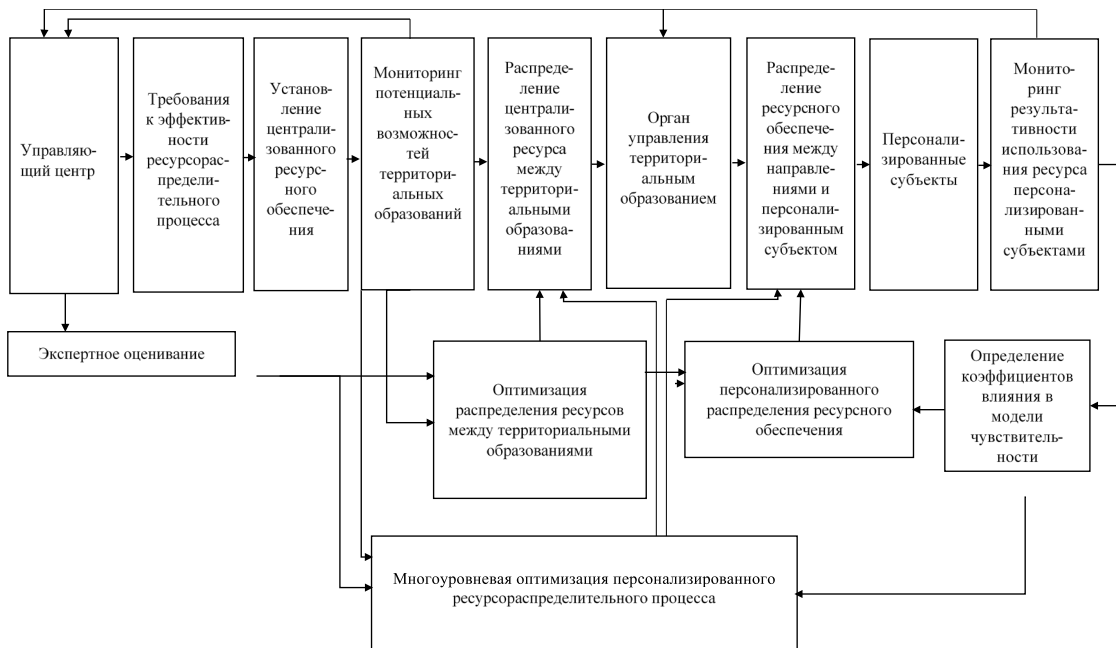 Управляю-
щий центр
Требования
к эффектив-
ности
ресурсорас-
предели-
тельного
процесса
Установ-
ление
централи-
зованного
ресурс-
ного
обеспече-
ния
Мониторинг
потенциаль-
ных
возможнос-
тей
территори-
альных
образований
Распреде-
ление
централи-
зованного
ресурса
между
территори-
альными
образова-
ниями
Орган
управления
территори-
альным
образованием
Распреде-
ление
ресурсного
обеспече-
ния между
направле-
ниями и
персонали-
зированным
субъектом
Персонали-
зированные
субъекты
Монито-
ринг
результа-
тивности
использова-
ния ресурса
персона-
лизирован-
ными
субъектами
Экспертное оценивание
Оптимизация
распределения ресурсов
между территориальными
образованиями
Оптимизация
персонализированного
распределения ресурсного
обеспечения
Определение
коэффициентов
влияния в
модели
чувствитель-
ности
Многоуровневая оптимизация персонализированного
ресурсораспределительного процесса